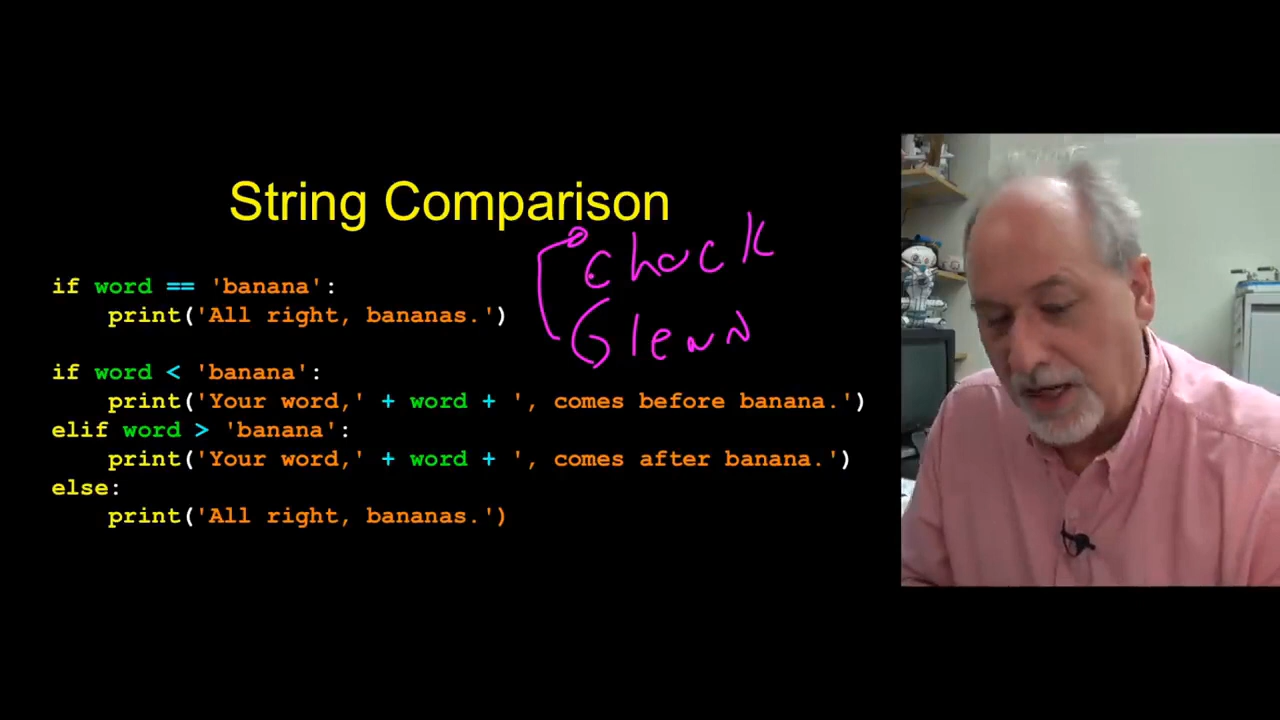 String Comparison
chuck
Glenn
if word == 'banana':
    print('All right, bananas.')
if word < 'banana':
    print('Your word,' + word + ', comes before banana.')
elif word > 'banana':
    print('Your word,' + word + ', comes after banana.')
else:
    print('All right, bananas.')